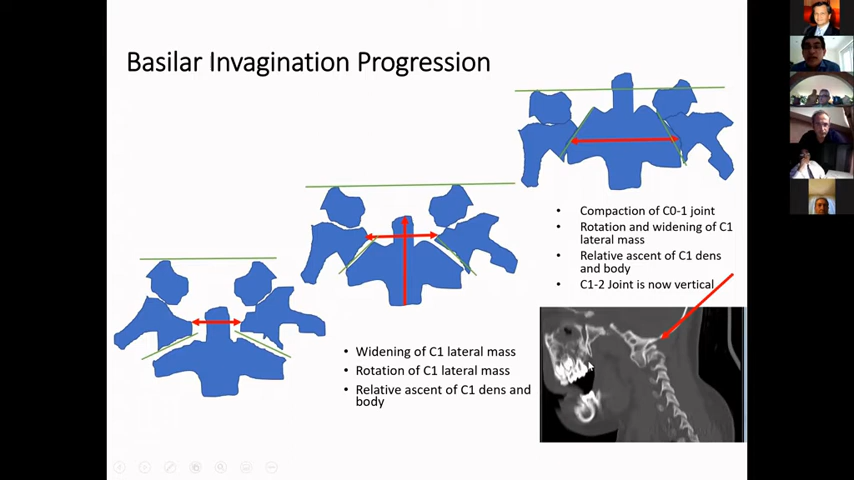 Basilar Invagination Progression
• Compaction of C0-1 joint
• Rotation and widening of C1
lateral mass
• Relative ascent of C1 dens
and body
• C1-2 Joint is now vertical
• Widening of C1 lateral mass
• Rotation of C1 lateral mass
• Relative ascent of C1 dens and
body